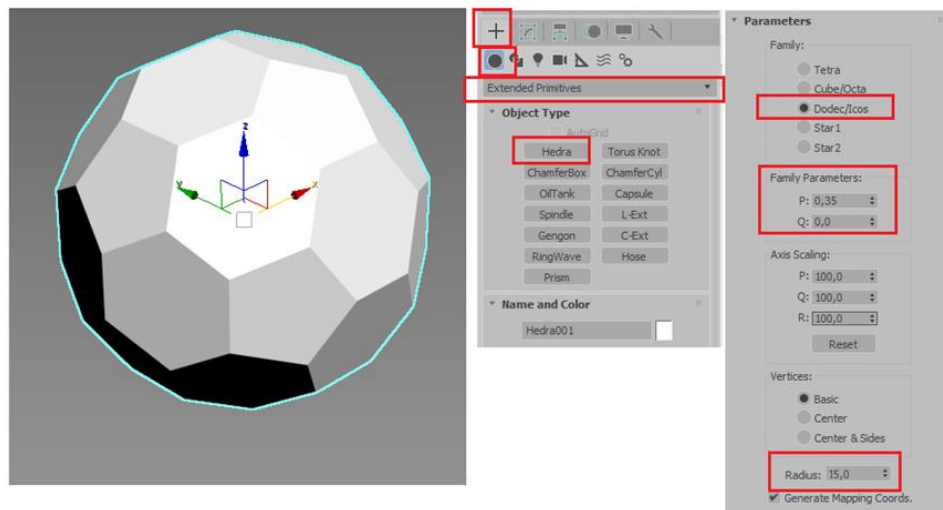 z
y
x
Extended Primitives
Object Type
AutoGrid
Hedra
Torus Knot
ChamferBox
ChamferCyl
OilTank
Capsule
Spindle
L-Ext
Gengon
C-Ext
RingWave
Hose
Prism
Name and Color
Hedra001
Parameters
Family:
Tetra
Cube/Octa
Dodec/Icos
Star1
Star2
Family Parameters:
P: 0,35
Q: 0,0
Axis Scaling:
P: 100,0
Q: 100,0
R: 100,0
Reset
Vertices:
Basic
Center
Center & Sides
Radius: 15,0
Generate Mapping Coords.